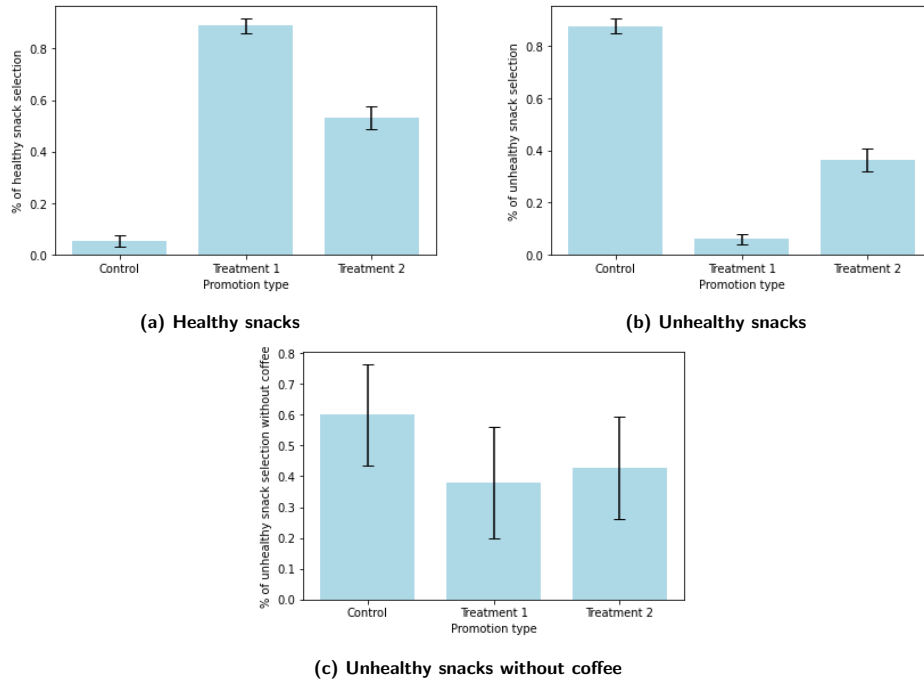 % of healthy snack selection
0.8
0.6
0.4
0.2
0.0
Control Treatment 1 Treatment 2
Promotion type
(a) Healthy snacks
% of unhealthy snack selection
0.8
0.6
0.4
0.2
0.0
Control Treatment 1 Treatment 2
Promotion type
(b) Unhealthy snacks
% of unhealthy snack selection without coffee
0.8
0.7
0.6
0.5
0.4
0.3
0.2
0.1
0.0
Control Treatment 1 Treatment 2
Promotion type
(c) Unhealthy snacks without coffee